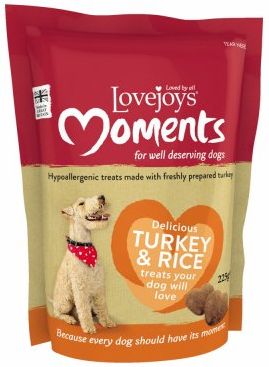 Loved by all
Lovejoys
Moments
for well deserving dogs
Hypoallergenic treats made with freshly prepared turkey
Delicious
TURKEY
& RICE
treats your
dog will
love
225g
Because every dog should have its moment